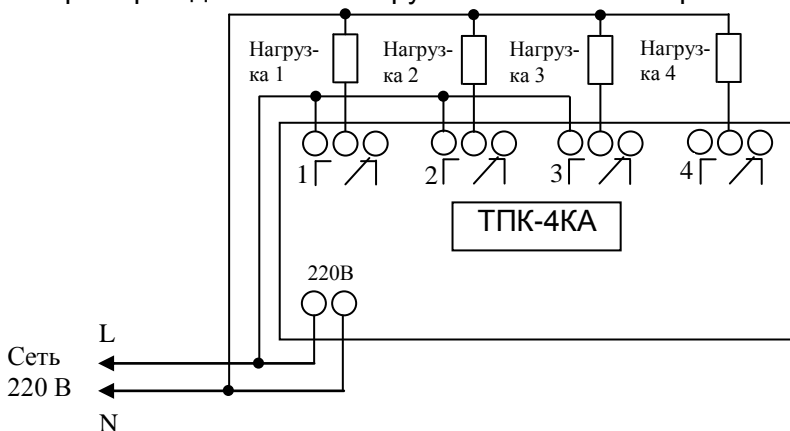 Нагруз-
ка 1
Нагруз-
ка 2
Нагруз-
ка 3
Нагруз-
ка 4
1
2
3
4
ТПК-4КА
220В
L
Сеть
220 В
N